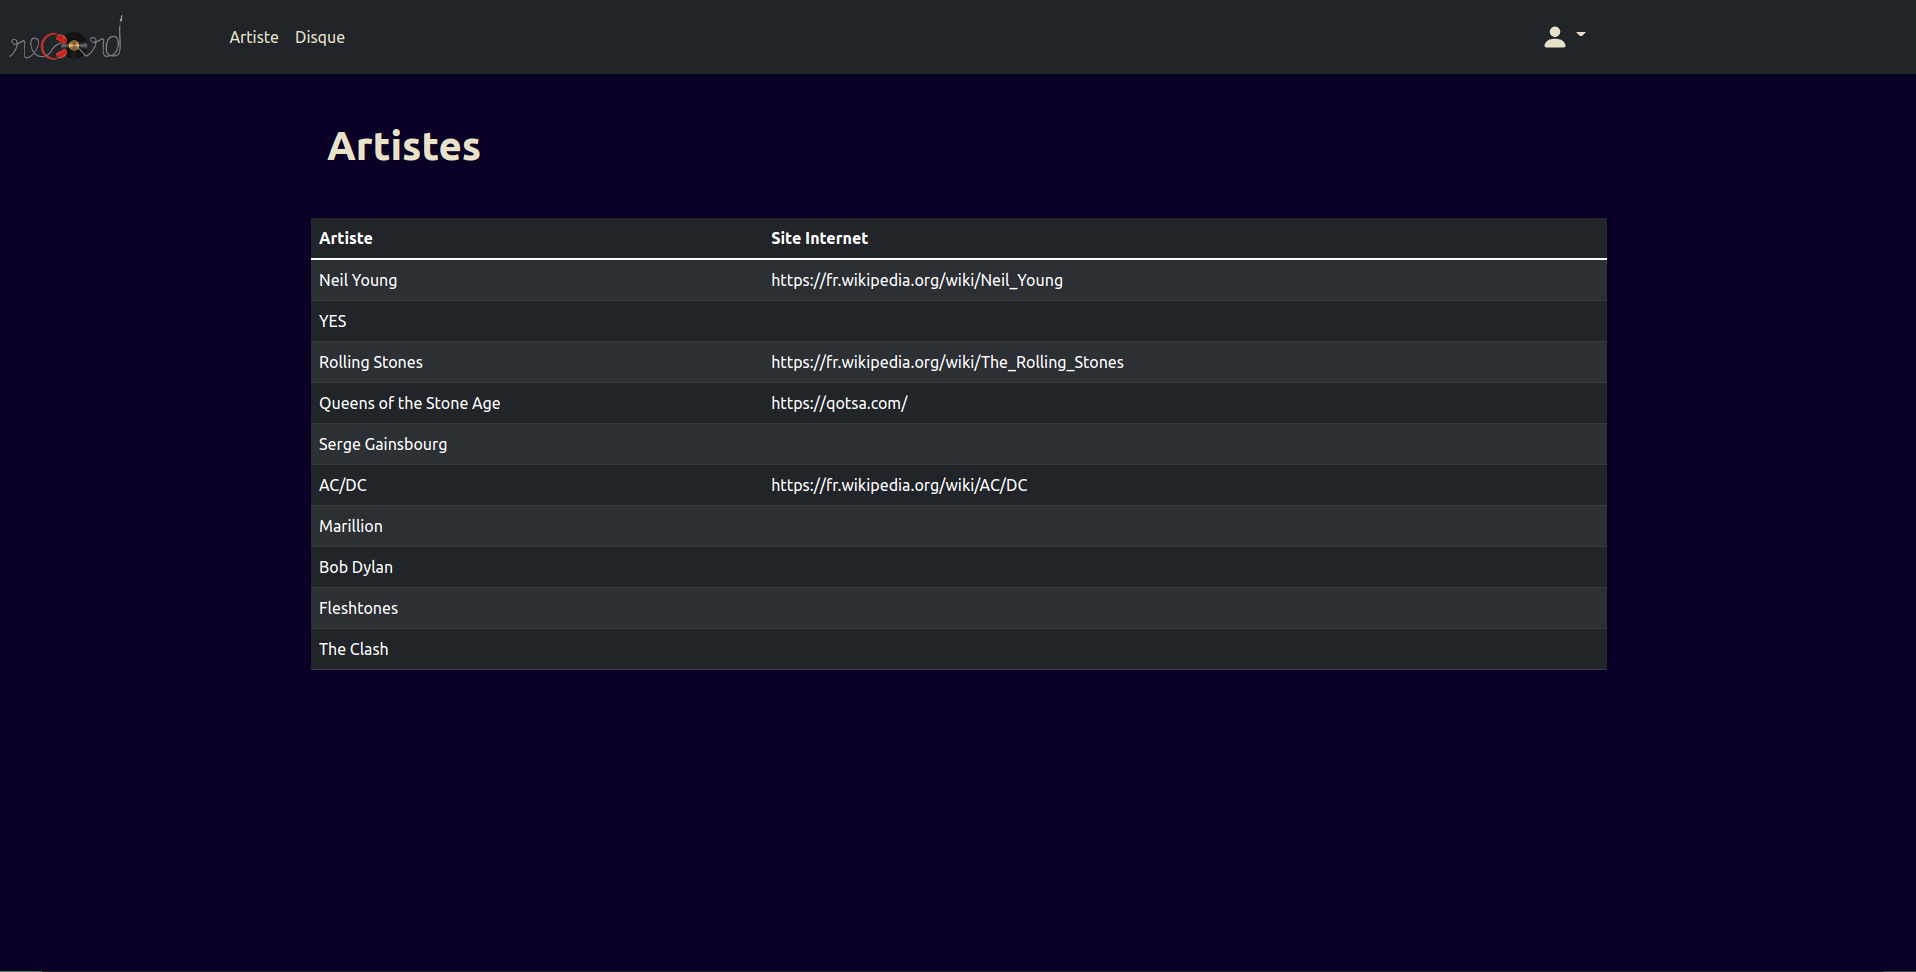 record
Artiste Disque
Artistes
Artiste Site Internet
Neil Young https://fr.wikipedia.org/wiki/Neil_Young
YES
Rolling Stones https://fr.wikipedia.org/wiki/The_Rolling_Stones
Queens of the Stone Age https://qotsa.com/
Serge Gainsbourg
AC/DC https://fr.wikipedia.org/wiki/AC/DC
Marillion
Bob Dylan
Fleshtones
The Clash